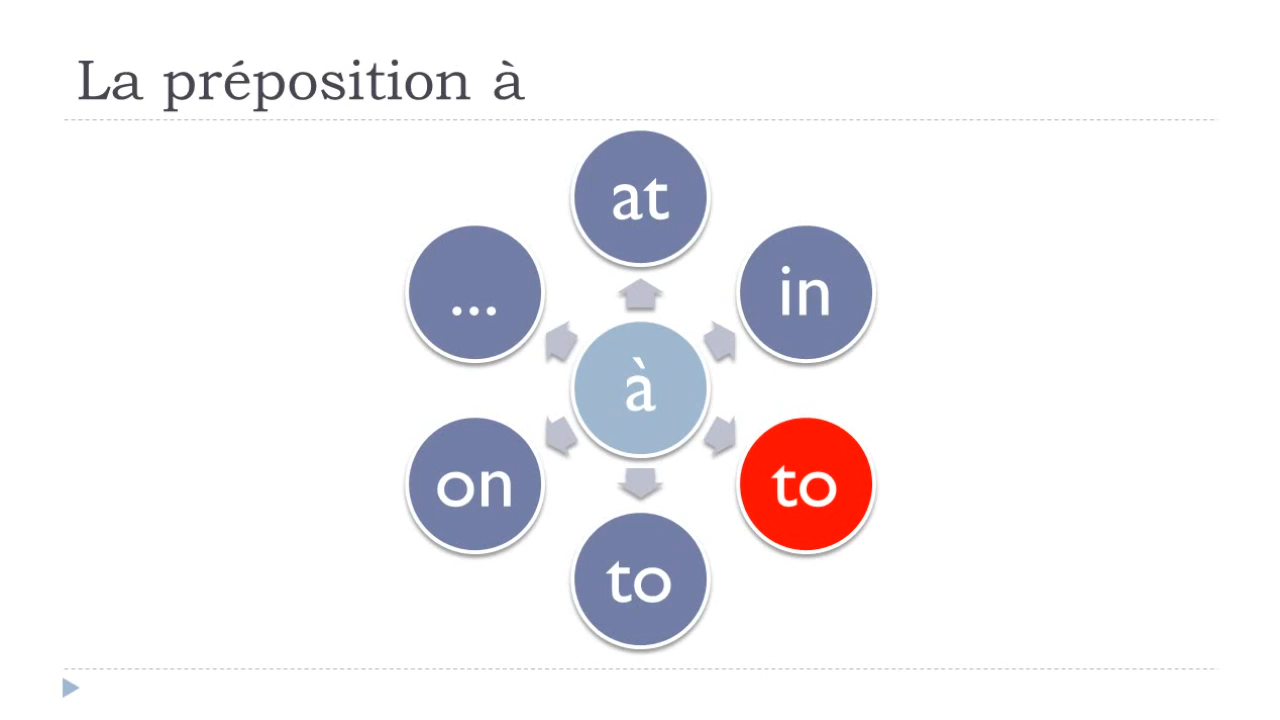 La préposition à
at
...
in
à
on
to
to